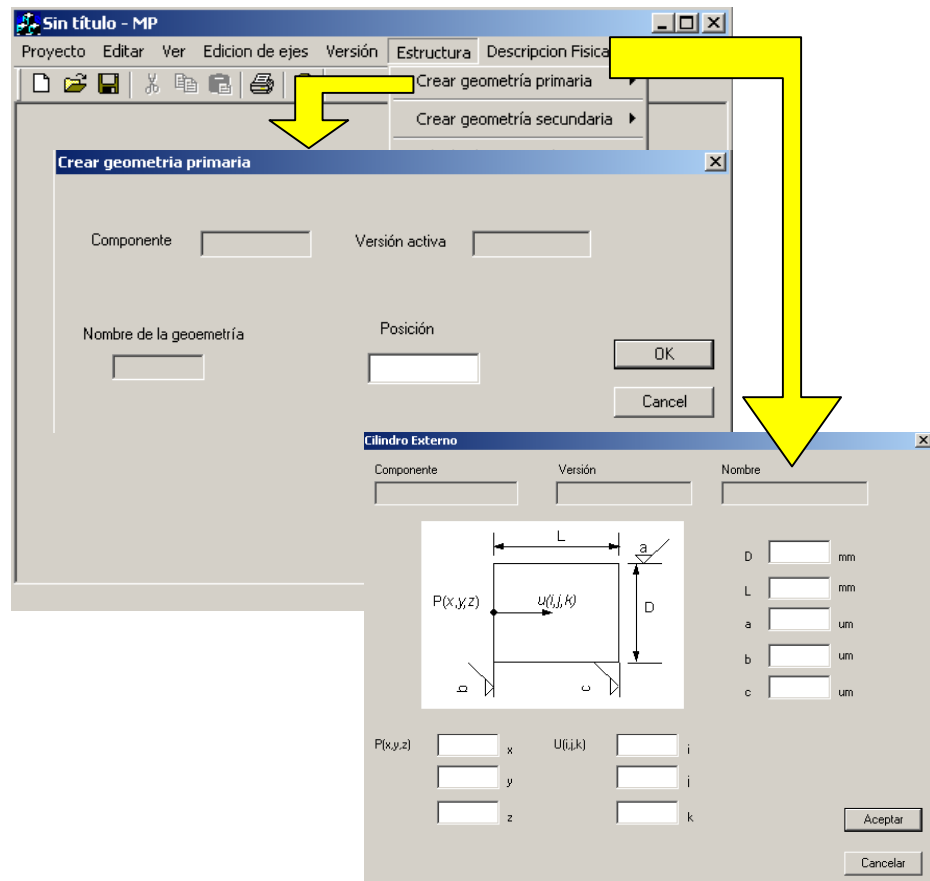 Sin título - MP
Proyecto Editar Ver Edicion de ejes Versión Estructura Descripcion Fisica
Crear geometría primaria
Crear geometría secundaria
Crear geometria primaria
Componente
Versión activa
Nombre de la geoemetría
Posición
OK
Cancel
Cilindro Externo
Componente Versión Nombre
L
a
P(x,y,z) u(i,j,k) D
b c
D mm
L mm
a um
b um
c um
P(x,y,z) x U(i,j,k) i
y j
z k
Aceptar
Cancelar